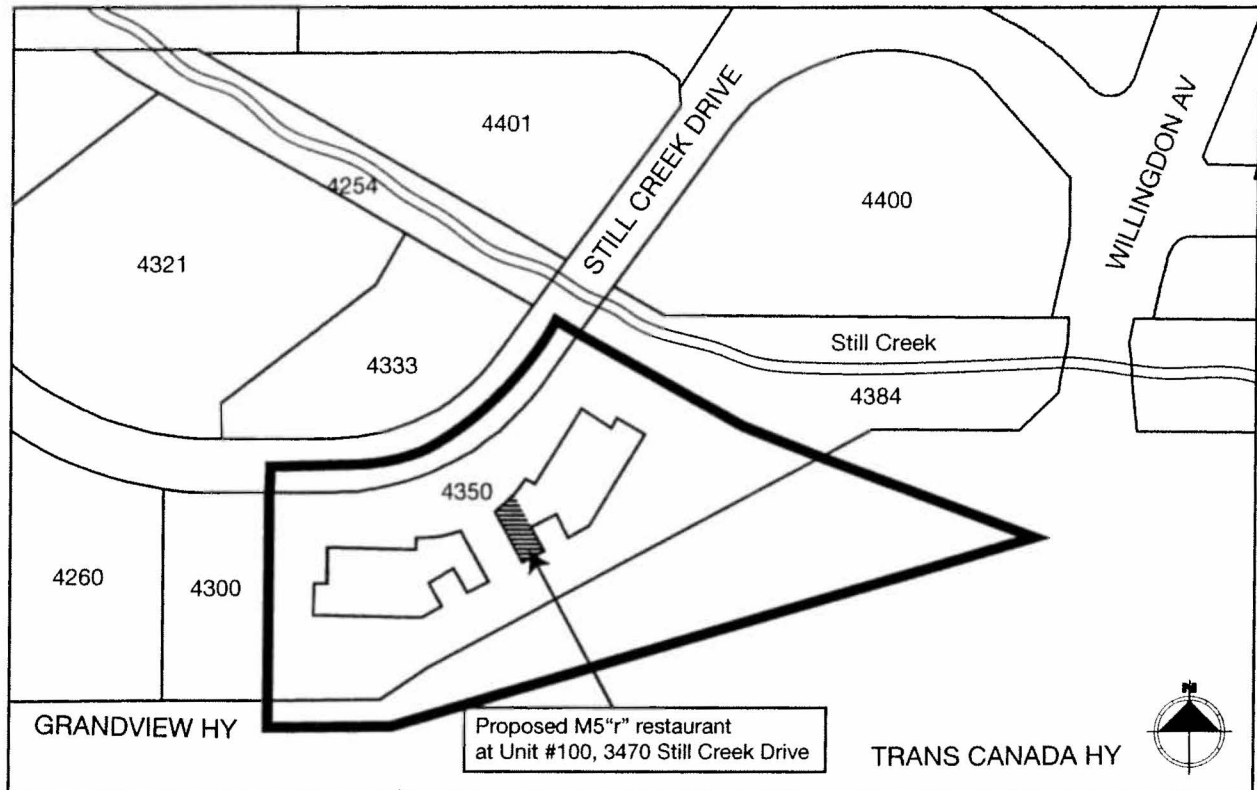 4401
STILL CREEK DRIVE
WILLINGDON AV
4254
4400
4321
Still Creek
4333
4384
4350
4260
4300
GRANDVIEW HY
Proposed M5"r" restaurant
at Unit #100, 3470 Still Creek Drive
TRANS CANADA HY
N